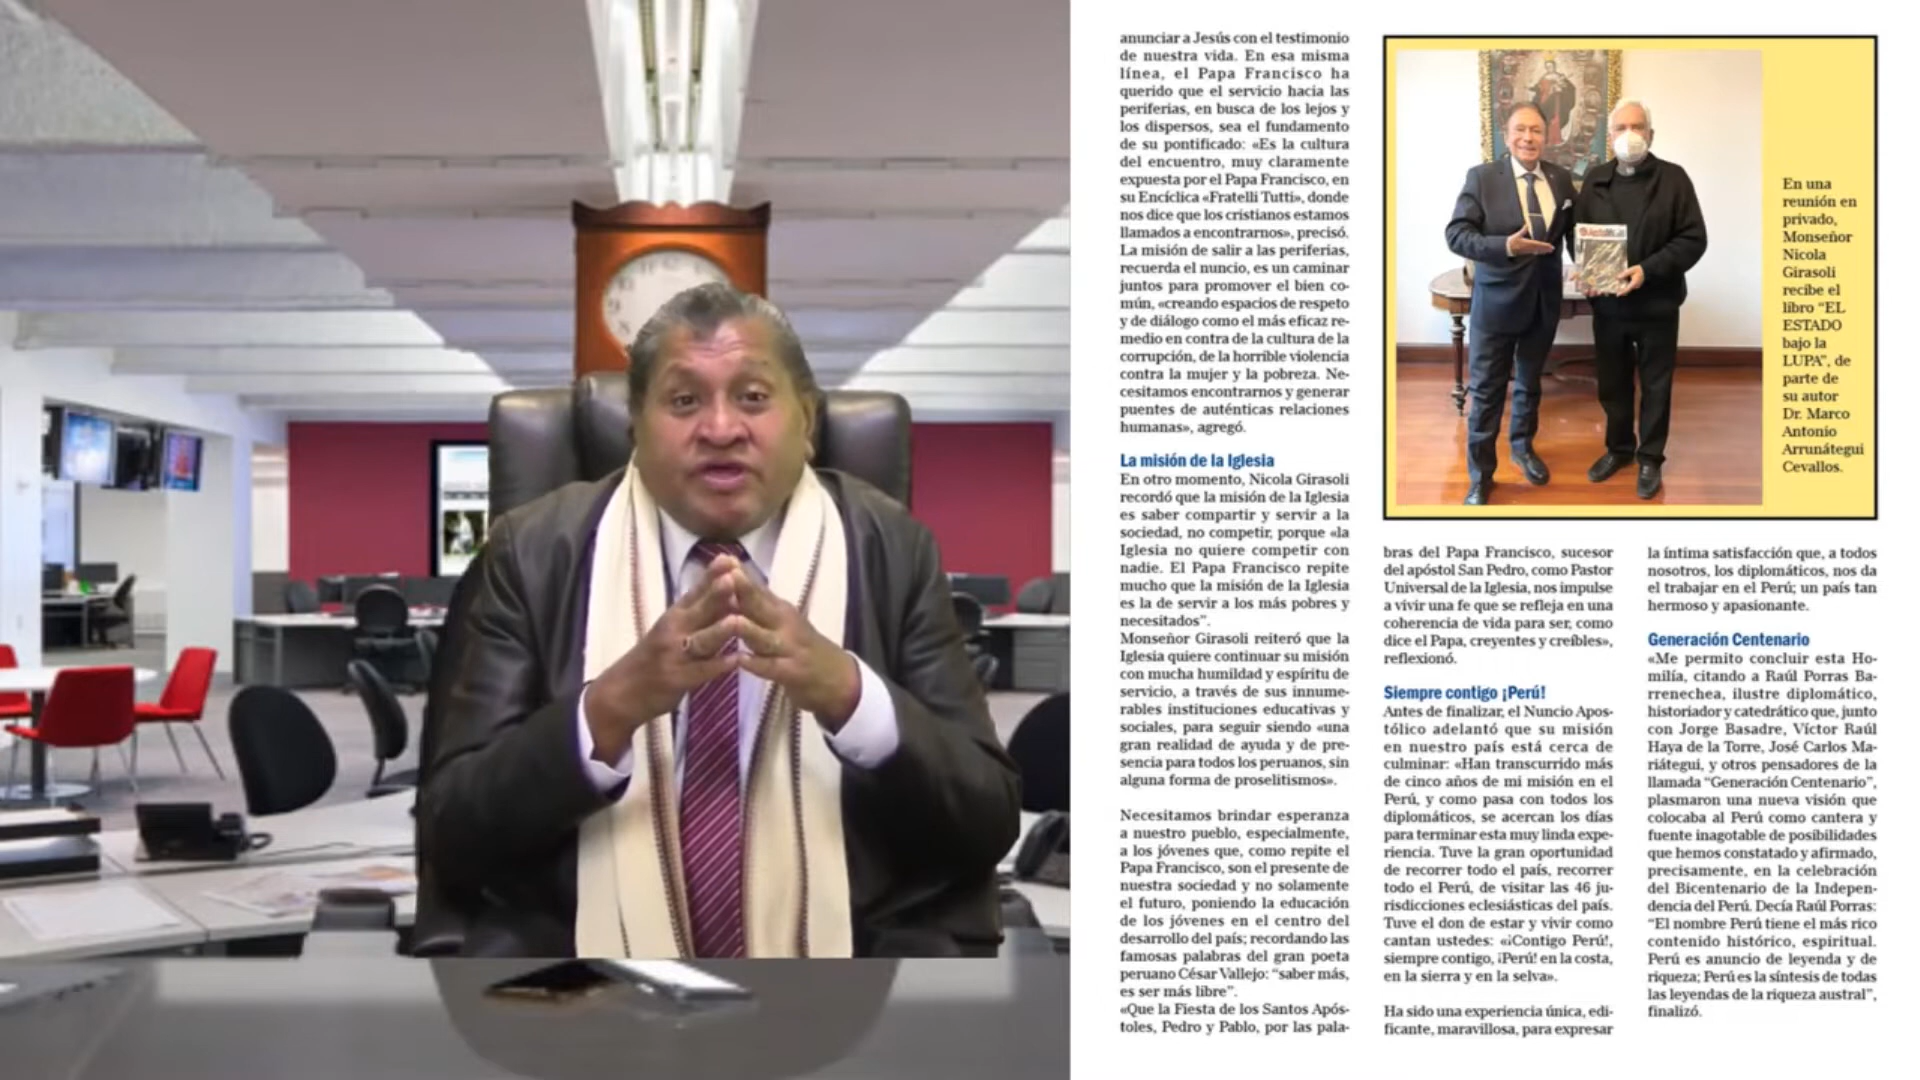 anunciar a Jesús con el testimonio
de nuestra vida. En esa misma
línea, el Papa Francisco ha
querido que el servicio hacia las
periferias, en busca de los lejos y
los dispersos, sea el fundamento
de su pontificado: «Es la cultura
del encuentro, muy claramente
expuesta por el Papa Francisco, en
su Encíclica «Fratelli Tutti», donde
nos dice que los cristianos estamos
llamados a encontrarnos», precisó.
La misión de salir a las periferias,
recuerda el nuncio, es un caminar
juntos para promover el bien co-
mún, «creando espacios de respeto
y de diálogo como el más eficaz re-
medio en contra de la cultura de la
corrupción, de la horrible violencia
contra la mujer y la pobreza. Ne-
cesitamos encontrarnos y generar
puentes de auténticas relaciones
humanas», agregó.
La misión de la Iglesia
En otro momento, Nicola Girasoli
recordó que la misión de la Iglesia
es saber compartir y servir a la
sociedad, no competir, porque «la
Iglesia no quiere competir con
nadie. El Papa Francisco repite
mucho que la misión de la Iglesia
es la de servir a los más pobres y
necesitados”.
Monseñor Girasoli reiteró que la
Iglesia quiere continuar su misión
con mucha humildad y espíritu de
servicio, a través de sus innume-
rables instituciones educativas y
sociales, para seguir siendo «una
gran realidad de ayuda y de pre-
sencia para todos los peruanos, sin
alguna forma de proselitismos».
Necesitamos brindar esperanza
a nuestro pueblo, especialmente,
a los jóvenes que, como repite el
Papa Francisco, son el presente de
nuestra sociedad y no solamente
el futuro, poniendo la educación
de los jóvenes en el centro del
desarrollo del país; recordando las
famosas palabras del gran poeta
peruano César Vallejo: “saber más,
es ser más libre”.
«Que la Fiesta de los Santos Após-
toles, Pedro y Pablo, por las pala-
En una
reunión en
privado,
Monseñor
Nicola
Girasoli
recibe el
libro “EL
ESTADO
bajo la
LUPA”, de
parte de
su autor
Dr. Marco
Antonio
Arrunátegui
Cevallos.
bras del Papa Francisco, sucesor
del apóstol San Pedro, como Pastor
Universal de la Iglesia, nos impulse
a vivir una fe que se refleja en una
coherencia de vida para ser, como
dice el Papa, creyentes y creíbles»,
reflexionó.
Siempre contigo ¡Perú!
Antes de finalizar, el Nuncio Apos-
tólico adelantó que su misión
en nuestro país está cerca de
culminar: «Han transcurrido más
de cinco años de mi misión en el
Perú, y como pasa con todos los
diplomáticos, se acercan los días
para terminar esta muy linda expe-
riencia. Tuve la gran oportunidad
de recorrer todo el país, recorrer
todo el Perú, de visitar las 46 ju-
risdicciones eclesiásticas del país.
Tuve el don de estar y vivir como
cantan ustedes: «¡Contigo Perú!,
siempre contigo, ¡Perú! en la costa,
en la sierra y en la selva».
Ha sido una experiencia única, edi-
ficante, maravillosa, para expresar
la íntima satisfacción que, a todos
nosotros, los diplomáticos, nos da
el trabajar en el Perú; un país tan
hermoso y apasionante.
Generación Centenario
«Me permito concluir esta Ho-
milía, citando a Raúl Porras Ba-
rrenechea, ilustre diplomático,
historiador y catedrático que, junto
con Jorge Basadre, Víctor Raúl
Haya de la Torre, José Carlos Ma-
riátegui, y otros pensadores de la
llamada “Generación Centenario”,
plasmaron una nueva visión que
colocaba al Perú como cantera y
fuente inagotable de posibilidades
que hemos constatado y afirmado,
precisamente, en la celebración
del Bicentenario de la Indepen-
dencia del Perú. Decía Raúl Porras:
“El nombre Perú tiene el más rico
contenido histórico, espiritual.
Perú es anuncio de leyenda y de
riqueza; Perú es la síntesis de todas
las leyendas de la riqueza austral”,
finalizó.